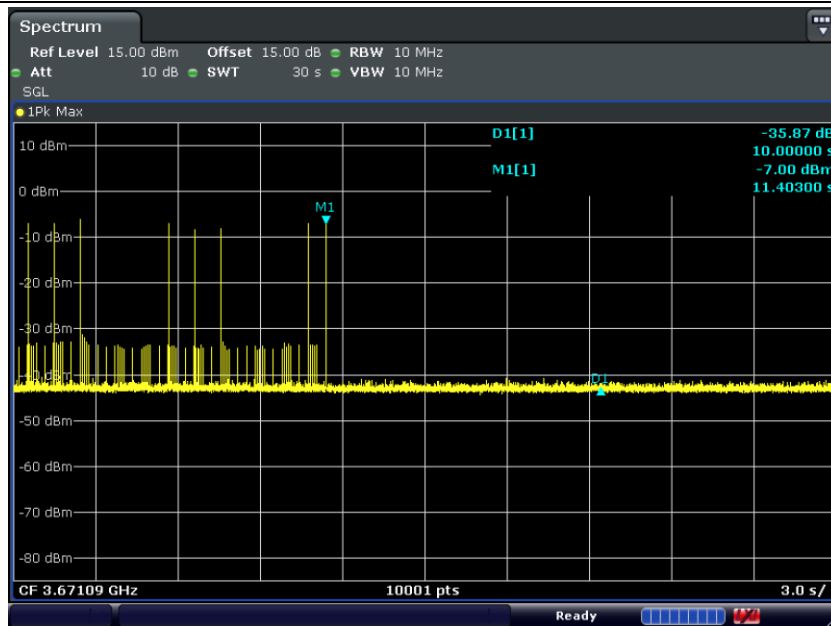 Spectrum
Ref Level 15.00 dBm Offset 15.00 dB RBW 10 MHz
Att 10 dB SWT 30 s VBW 10 MHz
SGL
1Pk Max
D1[1] -35.87 dB
10.00000 s
M1[1] -7.00 dBm
11.40300 s
10 dBm
0 dBm
M1
-10 dBm
-20 dBm
-30 dBm
-40 dBm
D1
-50 dBm
-60 dBm
-70 dBm
-80 dBm
CF 3.67109 GHz 10001 pts 3.0 s/
Ready